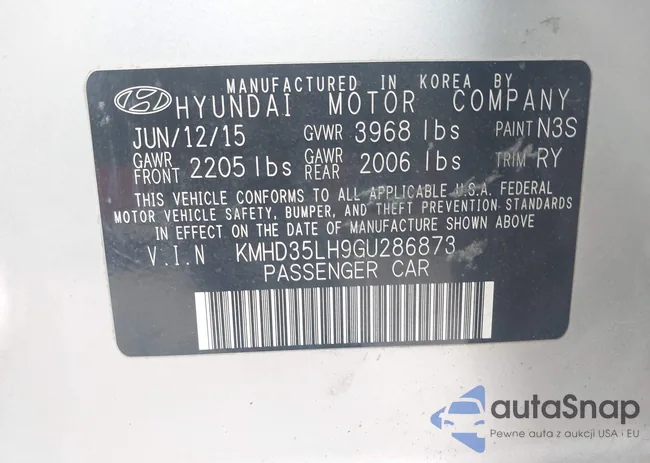 MANUFACTURED IN KOREA BY
HYUNDAI MOTOR COMPANY
JUN/12/15 GVWR 3968 lbs PAINT N3S
GAWR FRONT 2205 lbs GAWR REAR 2006 lbs TRIM RY
THIS VEHICLE CONFORMS TO ALL APPLICABLE U.S.A. FEDERAL
MOTOR VEHICLE SAFETY, BUMPER, AND THEFT PREVENTION STANDARDS
IN EFFECT ON THE DATE OF MANUFACTURE SHOWN ABOVE.
V.I.N KMHD35LH9GU286873
PASSENGER CAR
autaSnap
Pewne auta z aukcji USA i EU